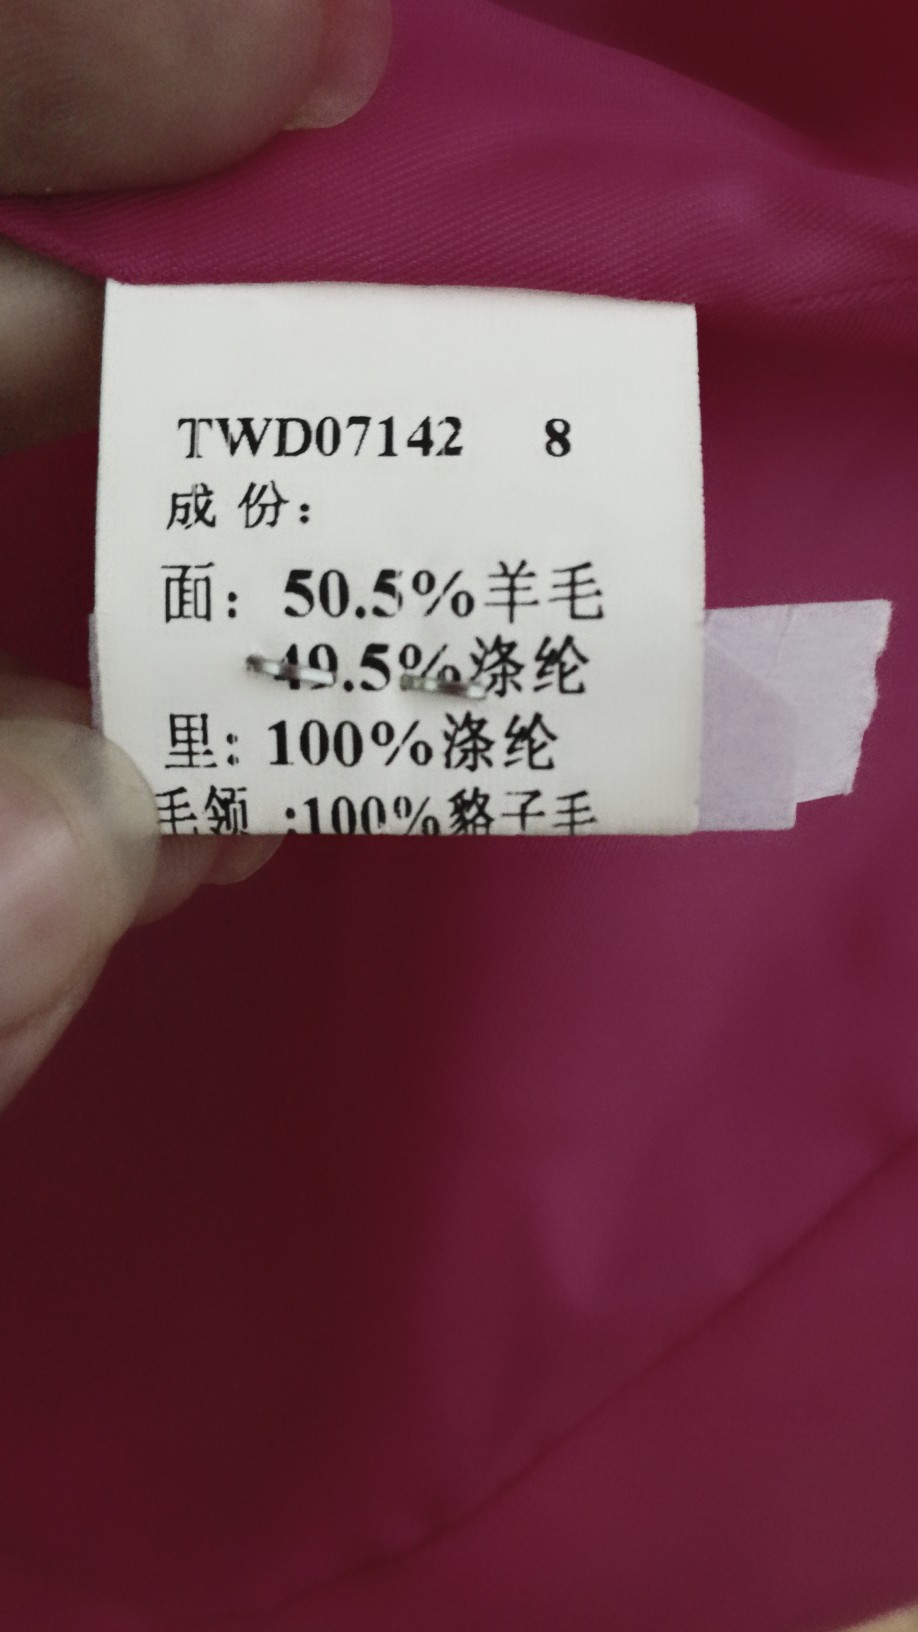 TWD07142 8
成份：
面：50.5%羊毛
49.5%涤纶
里：100%涤纶
毛领：100%貉子毛